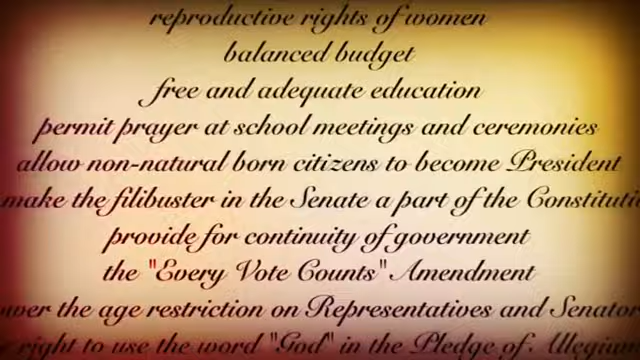 reproductive rights of women
balanced budget
free and adequate education
permit prayer at school meetings and ceremonies
allow non-natural born citizens to become President
make the filibuster in the Senate a part of the
provide for continuity of government
the "Every Vote Counts" Amendment
the age restriction on Representatives and
right to use the word "God" in the Pledge of